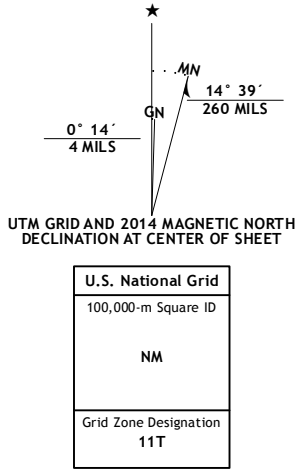 MN
14° 39´
260 MILS
GN
0° 14´
4 MILS
UTM GRID AND 2014 MAGNETIC NORTH
DECLINATION AT CENTER OF SHEET
U.S. National Grid
100,000-m Square ID
NM
Grid Zone Designation
11T